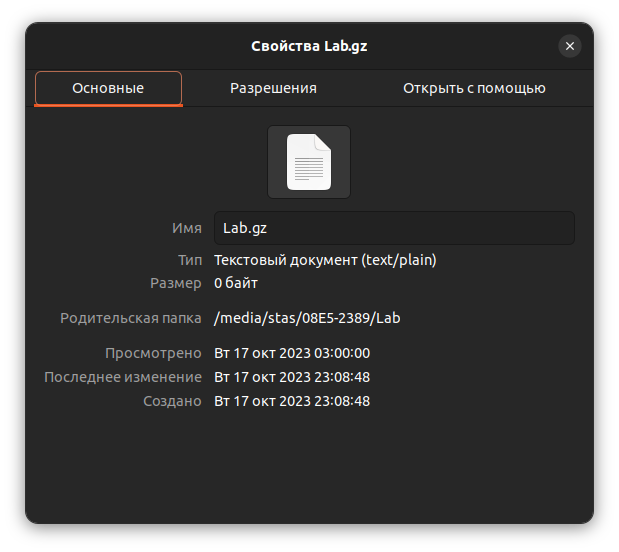 Свойства Lab.gz
Основные Разрешения Открыть с помощью
Имя Lab.gz
Тип Текстовый документ (text/plain)
Размер 0 байт
Родительская папка /media/stas/08E5-2389/Lab
Просмотрено Вт 17 окт 2023 03:00:00
Последнее изменение Вт 17 окт 2023 23:08:48
Создано Вт 17 окт 2023 23:08:48